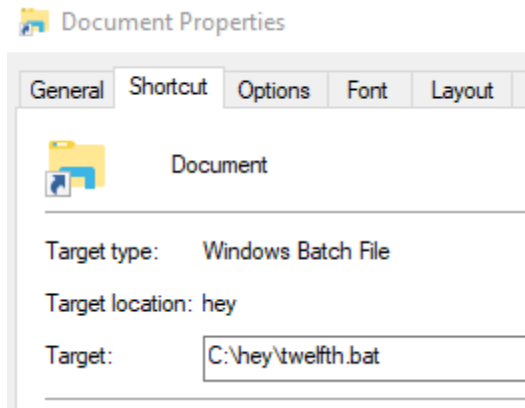 Document Properties
General Shortcut Options Font Layout
Document
Target type: Windows Batch File
Target location: hey
Target: C:\hey\twelfth.bat